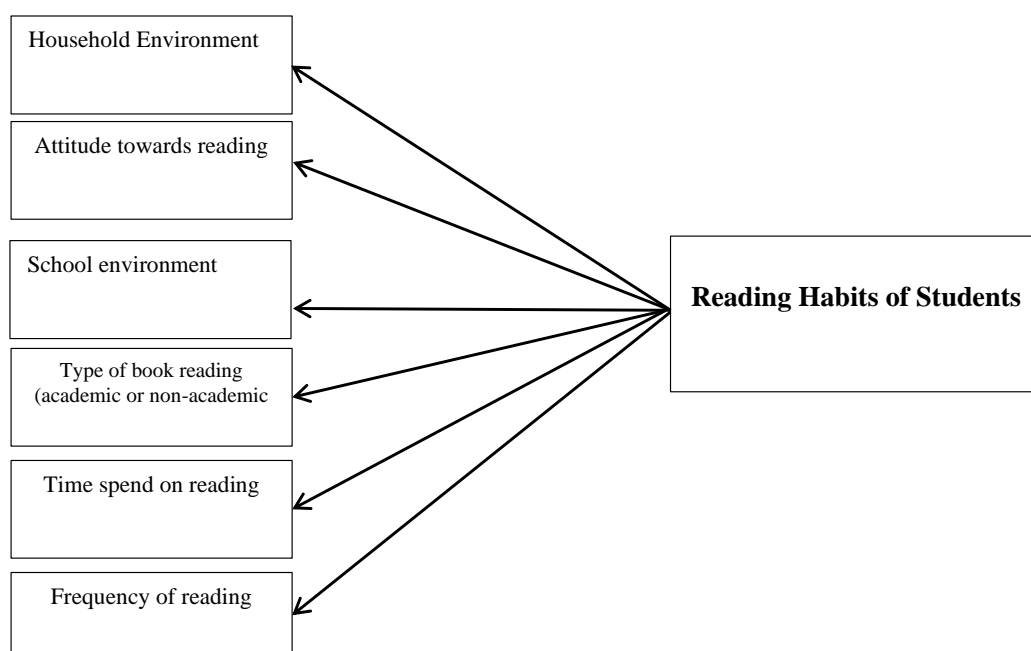 Household Environment
Attitude towards reading
School environment
Type of book reading
(academic or non-academic
Time spend on reading
Frequency of reading
Reading Habits of Students